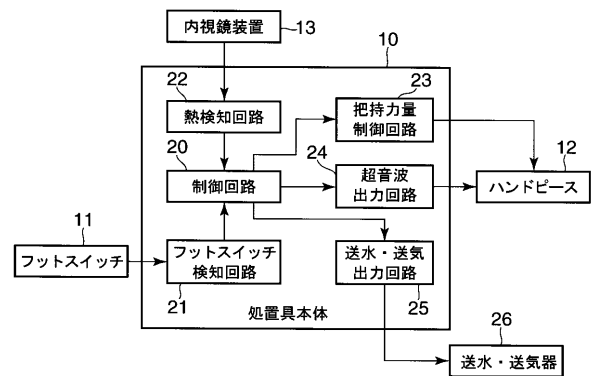 内視鏡装置
13
10
22
熱検知回路
23
把持力量
制御回路
20
制御回路
24
超音波
出力回路
12
ハンドピース
11
フットスイッチ
フットスイッチ
検知回路
21
送水・送気
出力回路
25
処置具本体
26
送水・送気器